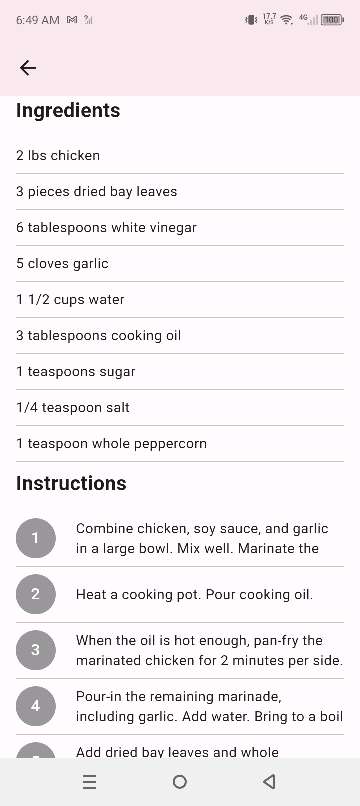 6:49 AM
17.7
K/S
4G
100
Ingredients
2 lbs chicken
3 pieces dried bay leaves
6 tablespoons white vinegar
5 cloves garlic
1 1/2 cups water
3 tablespoons cooking oil
1 teaspoons sugar
1/4 teaspoon salt
1 teaspoon whole peppercorn
Instructions
1
Combine chicken, soy sauce, and garlic
in a large bowl. Mix well. Marinate the
2
Heat a cooking pot. Pour cooking oil.
3
When the oil is hot enough, pan-fry the
marinated chicken for 2 minutes per side.
4
Pour-in the remaining marinade,
including garlic. Add water. Bring to a boil
Add dried bay leaves and whole